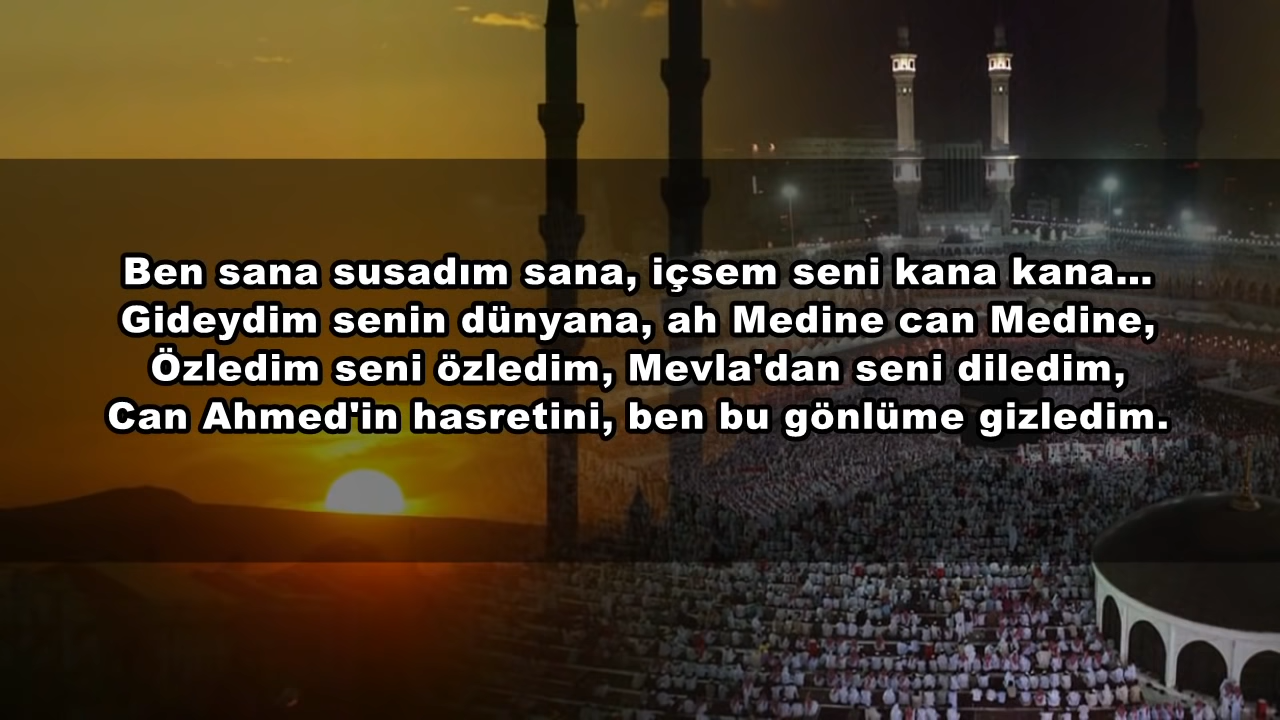 Ben sana susadım sana, içsem seni kana kana...
Gideydim senin dünyana, ah Medine can Medine,
Özledim seni özledim, Mevla'dan seni diledim,
Can Ahmed'in hasretini, ben bu gönlüme gizledim.